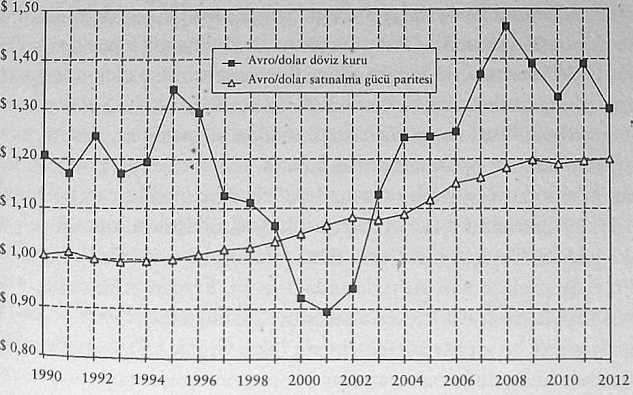 $ 1,50
$ 1,40
$ 1,30
$ 1,20
$ 1,10
$ 1,00
$ 0,90
$ 0,80
Avro/dolar döviz kuru
Avro/dolar satınalma gücü paritesi
1990 1992 1994 1996 1998 2000 2002 2004 2006 2008 2010 2012